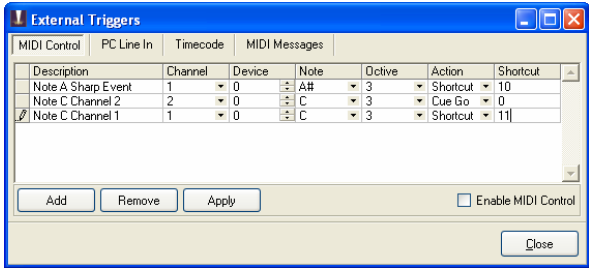 External Triggers
MIDI Control PC Line In Timecode MIDI Messages
Description Channel Device Note Octive Action Shortcut
Note A Sharp Event 1 0 A# 3 Shortcut 10
Note C Channel 2 2 0 C 3 Cue Go 0
Note C Channel 1 1 0 C 3 Shortcut 11
Add Remove Apply Enable MIDI Control
Close